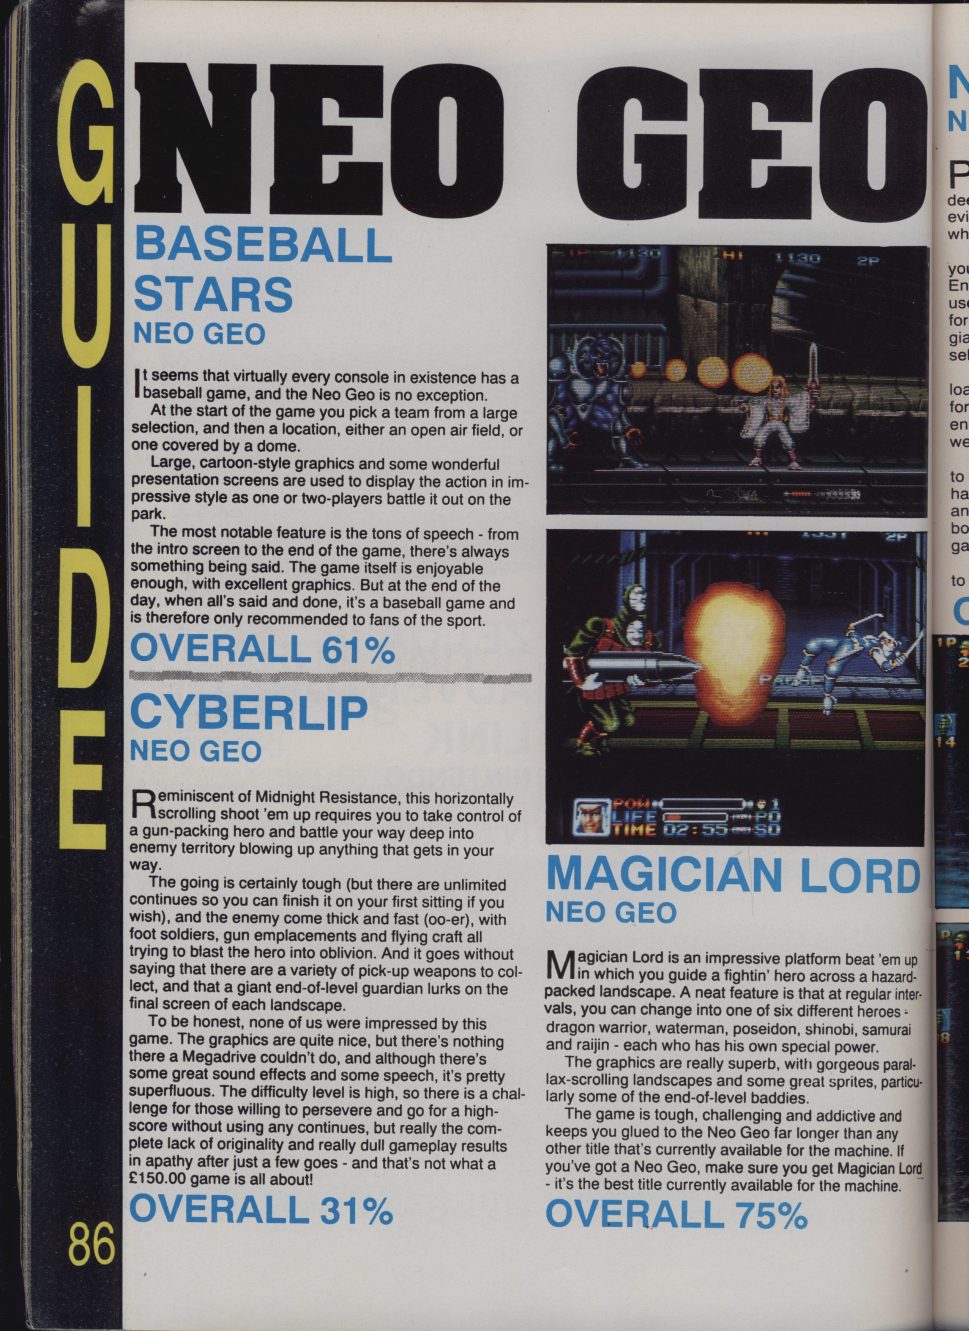 GUIDE
NEO GEO
BASEBALL
STARS
NEO GEO
It seems that virtually every console in existence has a
baseball game, and the Neo Geo is no exception.
At the start of the game you pick a team from a large
selection, and then a location, either an open air field, or
one covered by a dome.
Large, cartoon-style graphics and some wonderful
presentation screens are used to display the action in im-
pressive style as one or two-players battle it out on the
park.
The most notable feature is the tons of speech - from
the intro screen to the end of the game, there's always
something being said. The game itself is enjoyable
enough, with excellent graphics. But at the end of the
day, when all's said and done, it's a baseball game and
is therefore only recommended to fans of the sport.
OVERALL 61%
CYBERLIP
NEO GEO
Reminiscent of Midnight Resistance, this horizontally
scrolling shoot 'em up requires you to take control of
a gun-packing hero and battle your way deep into
enemy territory blowing up anything that gets in your
way.
The going is certainly tough (but there are unlimited
continues so you can finish it on your first sitting if you
wish), and the enemy come thick and fast (oo-er), with
foot soldiers, gun emplacements and flying craft all
trying to blast the hero into oblivion. And it goes without
saying that there are a variety of pick-up weapons to col-
lect, and that a giant end-of-level guardian lurks on the
final screen of each landscape.
To be honest, none of us were impressed by this
game. The graphics are quite nice, but there's nothing
there a Megadrive couldn't do, and although there's
some great sound effects and some speech, it's pretty
superfluous. The difficulty level is high, so there is a chal-
lenge for those willing to persevere and go for a high-
score without using any continues, but really the com-
plete lack of originality and really dull gameplay results
in apathy after just a few goes - and that's not what a
£150.00 game is all about!
OVERALL 31%
86
1P 1130 HI 1130 2P
HI 2P
POW 1
LIFE PO
TIME 02:55 SO
MAGICIAN LORD
NEO GEO
Magician Lord is an impressive platform beat 'em up
in which you guide a fightin' hero across a hazard-
packed landscape. A neat feature is that at regular inter-
vals, you can change into one of six different heroes -
dragon warrior, waterman, poseidon, shinobi, samurai
and raijin - each who has his own special power.
The graphics are really superb, with gorgeous paral-
lax-scrolling landscapes and some great sprites, particu-
larly some of the end-of-level baddies.
The game is tough, challenging and addictive and
keeps you glued to the Neo Geo far longer than any
other title that's currently available for the machine. If
you've got a Neo Geo, make sure you get Magician Lord
- it's the best title currently available for the machine.
OVERALL 75%